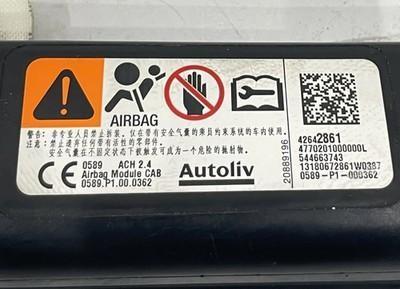 AIRBAG
警告: 非专业人员禁止拆装。仅在带有安全气囊的乘员约束系统的车内使用。
注意: 禁止遗弃任何带有活性的零部件。
安全气囊在不固定状态下被触发可成为一个危险的抛射物。
0589 ACH 2.4
Airbag Module CAB
0589.P1.00.0362
Autoliv
20889196
42642861
4770201000000L
544663743
13180672861W0387
0589-P1-000362